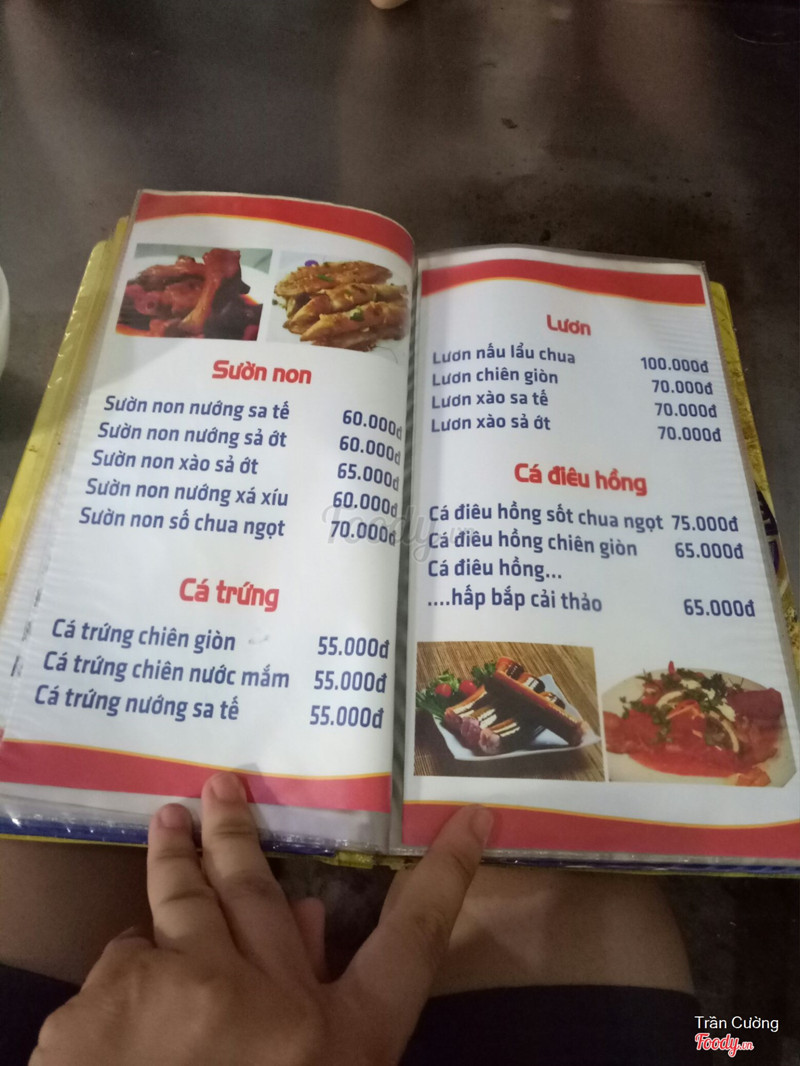 Sườn non
Sườn non nướng sa tế 60.000đ
Sườn non nướng sả ớt 60.000đ
Sườn non xào sả ớt 65.000đ
Sườn non nướng xá xíu 60.000đ
Sườn non số chua ngọt 70.000đ
Cá trứng
Cá trứng chiên giòn 55.000đ
Cá trứng chiên nước mắm 55.000đ
Cá trứng nướng sa tế 55.000đ
Lươn
Lươn nấu lẩu chua 100.000đ
Lươn chiên giòn 70.000đ
Lươn xào sa tế 70.000đ
Lươn xào sả ớt 70.000đ
Cá điêu hồng
Cá điêu hồng sốt chua ngọt 75.000đ
Cá điêu hồng chiên giòn 65.000đ
Cá điêu hồng...
....hấp bắp cải thảo 65.000đ
Foody.vn
Trần Cường
Foody.vn